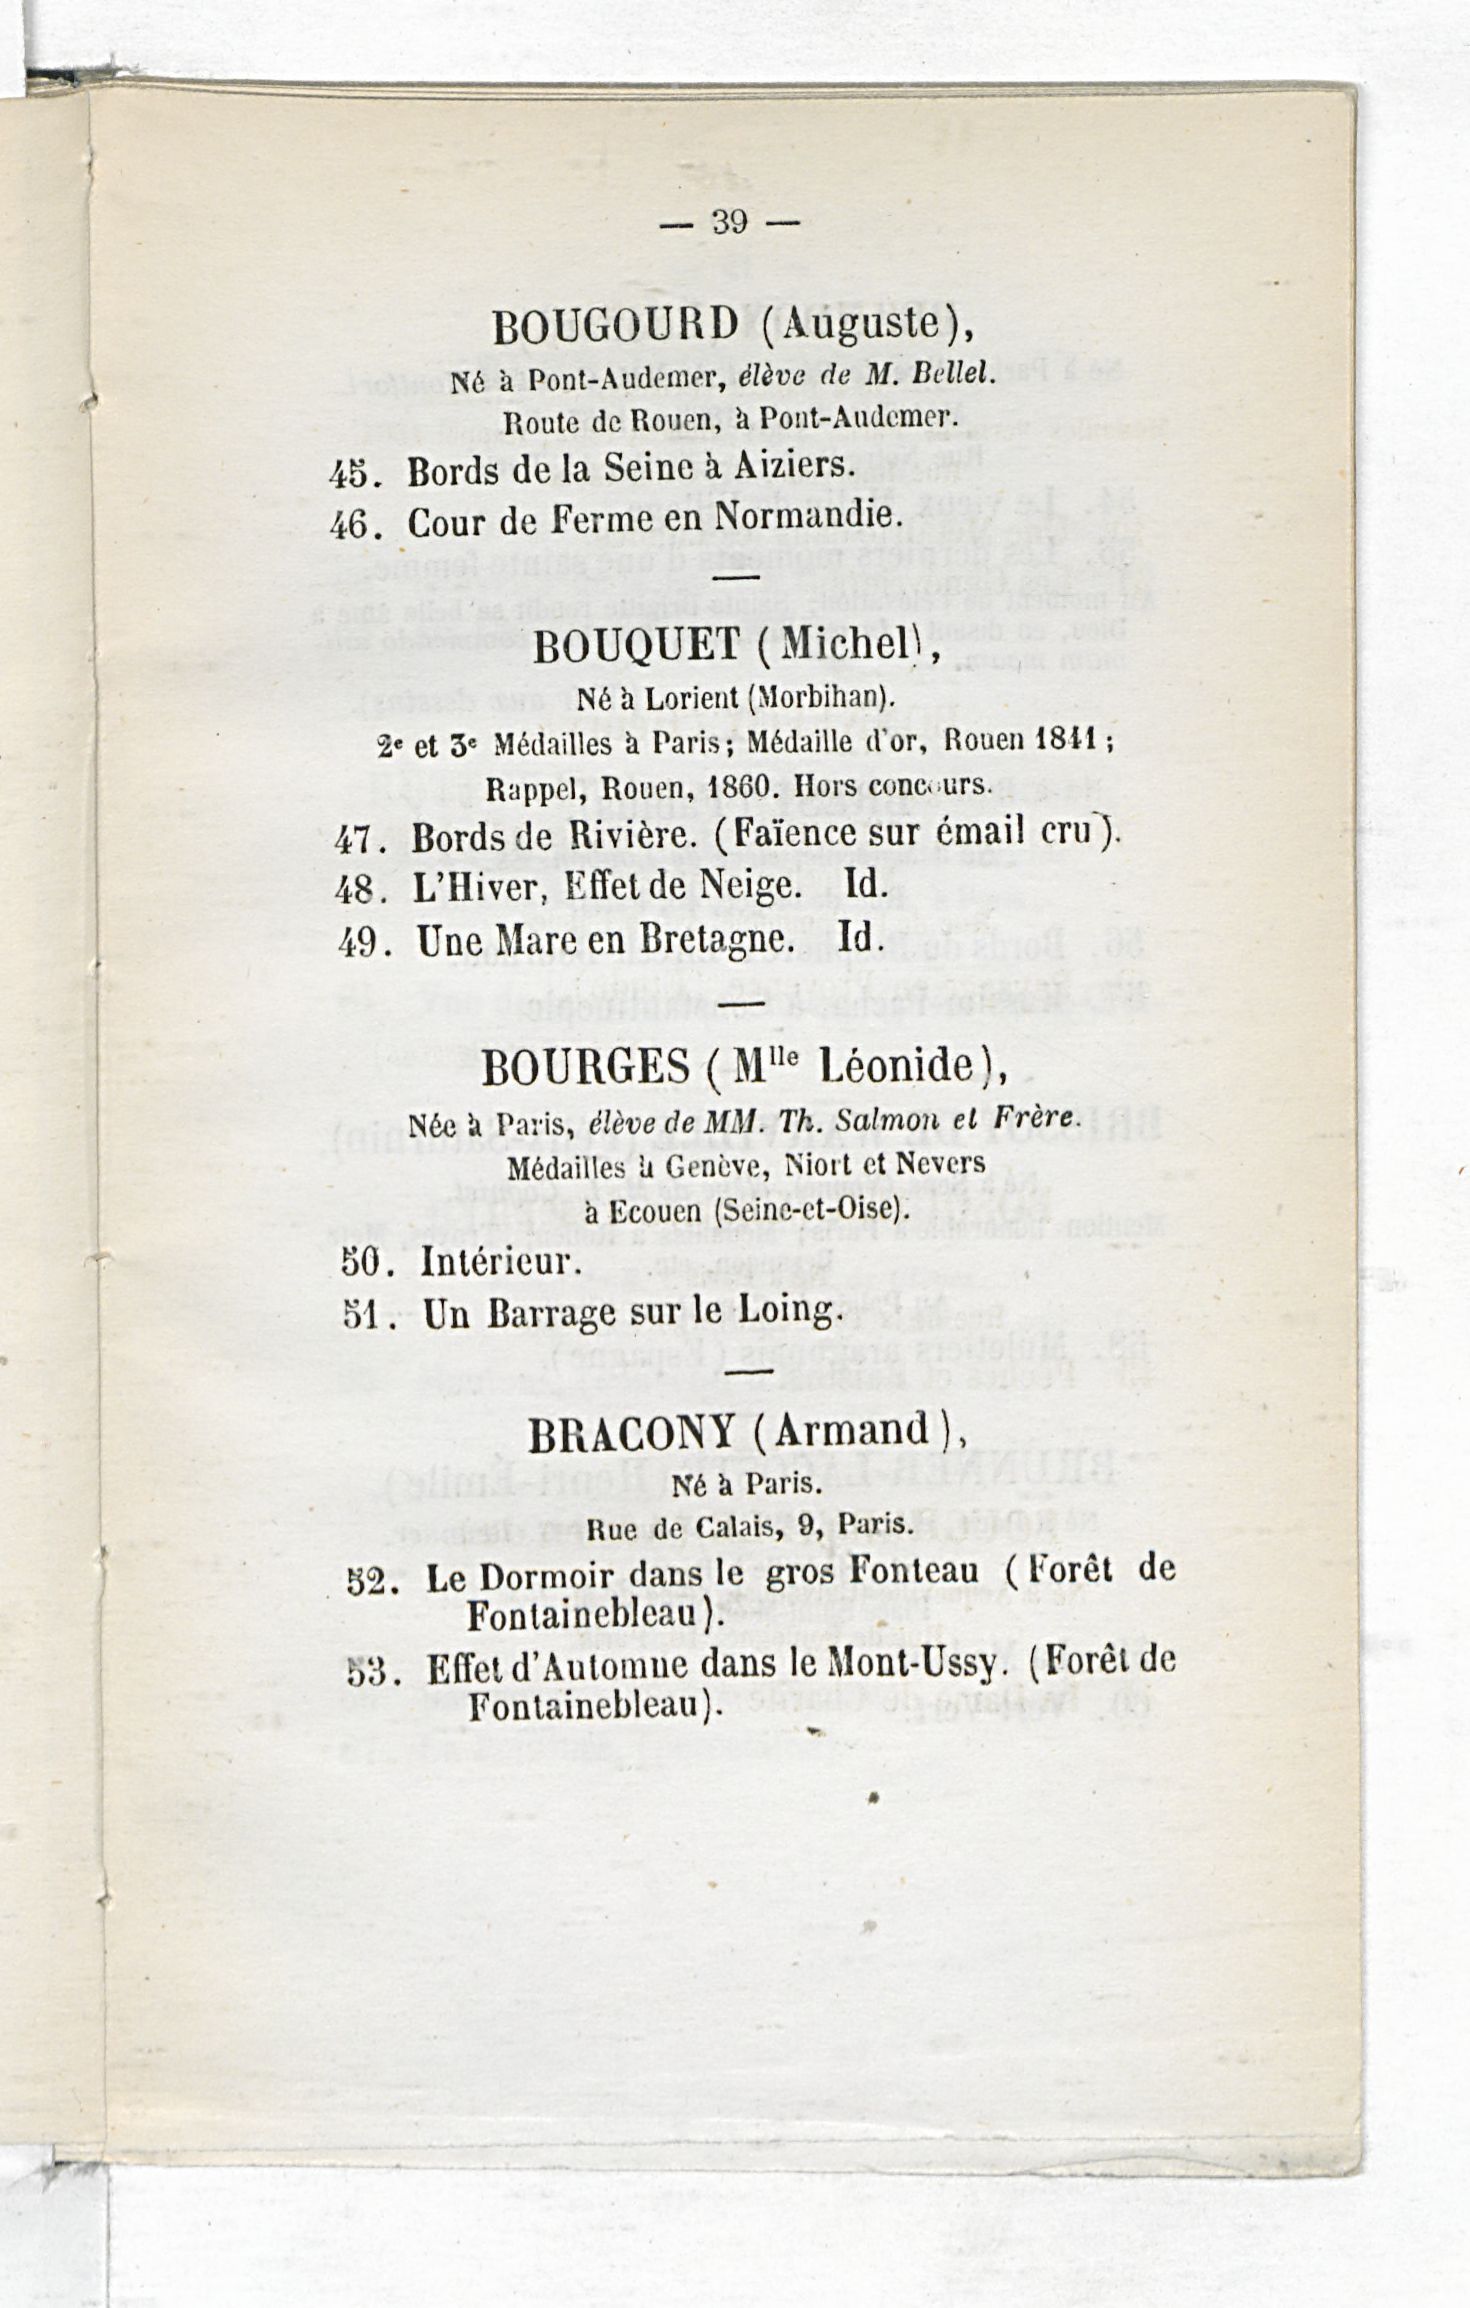 — 39 —
BOUGOURD (Auguste),
Né à Pont-Audemer, élève de M. Bellel.
Route de Rouen, à Pont-Audemer.
45. Bords de la Seine à Aiziers.
46. Cour de Ferme en Normandie.
BOUQUET (Michel),
Né à Lorient (Morbihan).
2e et 3e Médailles à Paris; Médaille d'or, Rouen 1841;
Rappel, Rouen, 1860. Hors concours.
47. Bords de Rivière. (Faïence sur émail cru).
48. L'Hiver, Effet de Neige. Id.
49. Une Mare en Bretagne. Id.
BOURGES (Mlle Léonide),
Née à Paris, élève de MM. Th. Salmon et Frère.
Médailles à Genève, Niort et Nevers
à Ecouen (Seine-et-Oise).
50. Intérieur.
51. Un Barrage sur le Loing.
BRACONY (Armand),
Né à Paris.
Rue de Calais, 9, Paris.
52. Le Dormoir dans le gros Fonteau (Forêt de
Fontainebleau).
53. Effet d'Automne dans le Mont-Ussy. (Forêt de
Fontainebleau).